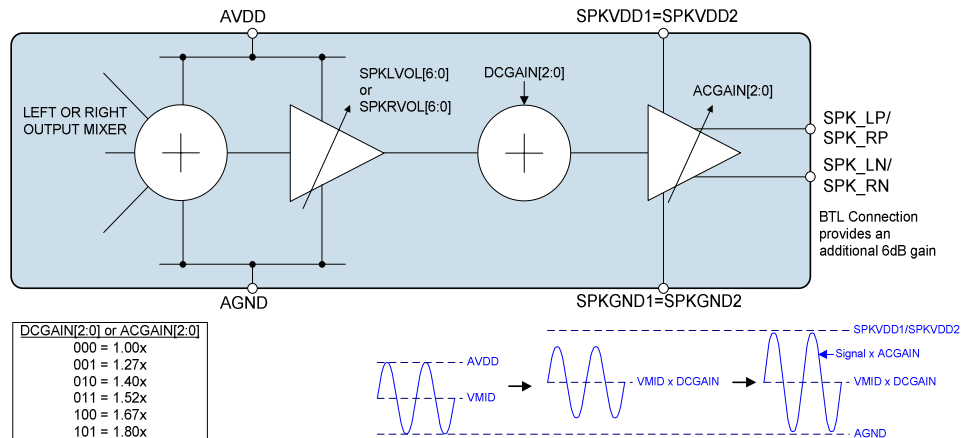 AVDD
SPKVDD1=SPKVDD2
LEFT OR RIGHT
OUTPUT MIXER
SPKLVOL[6:0]
or
SPKRVOL[6:0]
DCGAIN[2:0]
ACGAIN[2:0]
SPK_LP/
SPK_RP
SPK_LN/
SPK_RN
BTL Connection
provides an
additional 6dB gain
AGND
SPKGND1=SPKGND2
DCGAIN[2:0] or ACGAIN[2:0]
000 = 1.00x
001 = 1.27x
010 = 1.40x
011 = 1.52x
100 = 1.67x
101 = 1.80x
AVDD
VMID
VMID x DCGAIN
SPKVDD1/SPKVDD2
Signal x ACGAIN
VMID x DCGAIN
AGND